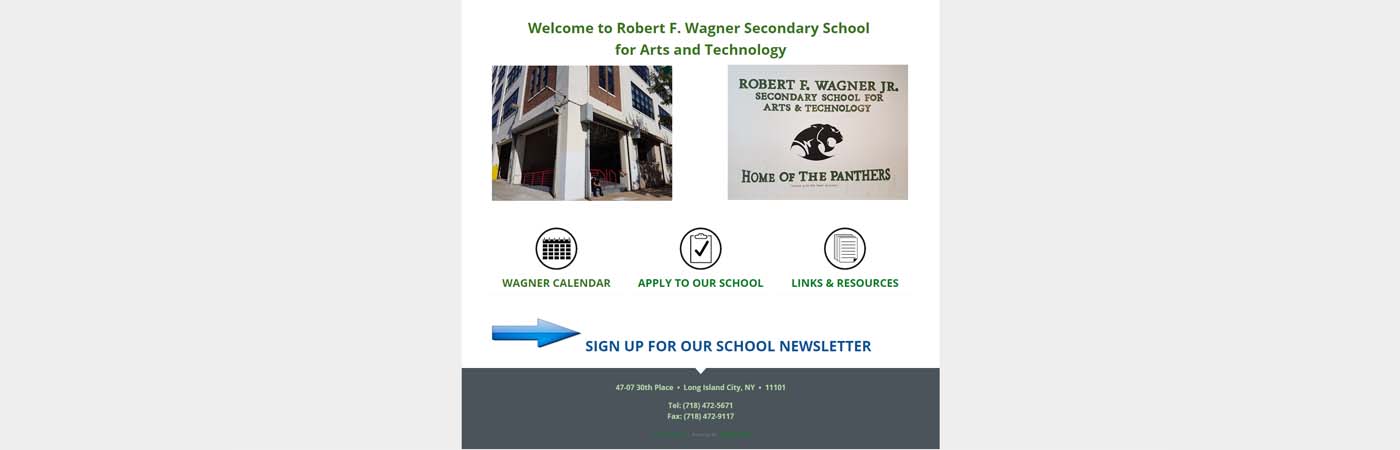 Welcome to Robert F. Wagner Secondary School
for Arts and Technology
ROBERT F. WAGNER JR.
SECONDARY SCHOOL FOR
ARTS & TECHNOLOGY
HOME OF THE PANTHERS
WAGNER CALENDAR
APPLY TO OUR SCHOOL
LINKS & RESOURCES
SIGN UP FOR OUR SCHOOL NEWSLETTER
47-07 30th Place • Long Island City, NY • 11101
Tel: (718) 472-5671
Fax: (718) 472-9117